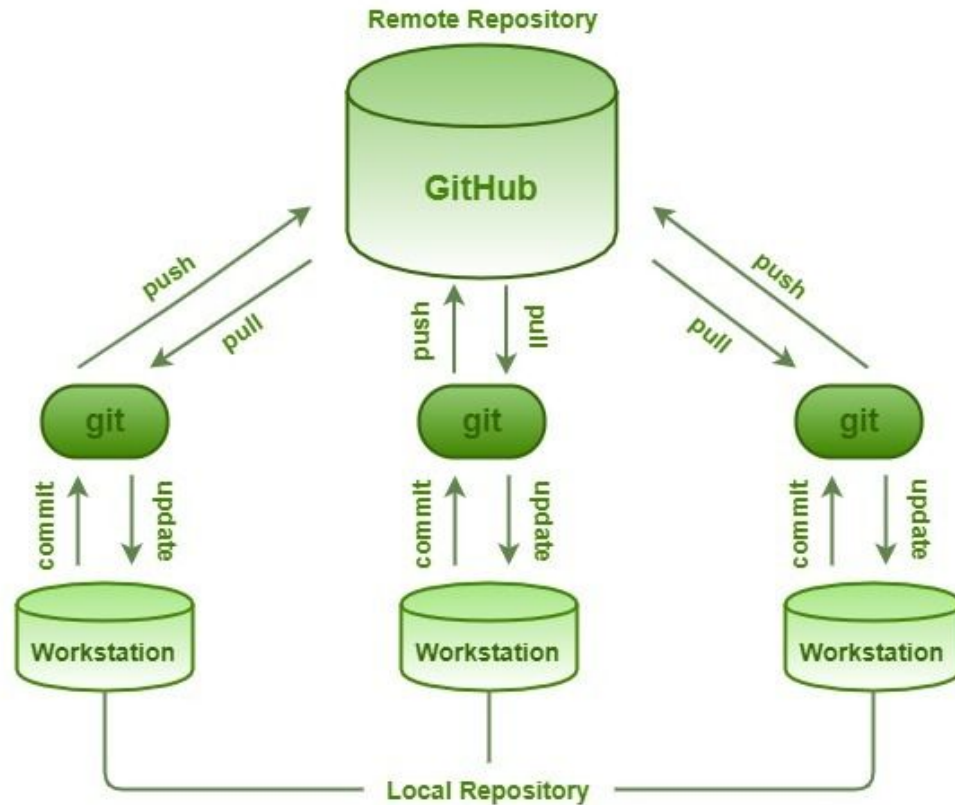 Remote Repository
GitHub
push
pull
push
pull
push
pull
git
git
git
commit
update
commit
update
commit
update
Workstation
Workstation
Workstation
Local Repository